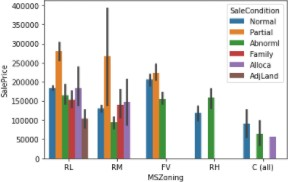 400000
350000
300000
250000
200000
150000
100000
50000
0
SalePrice
SaleCondition
Normal
Partial
Abnorml
Family
Alloca
AdjLand
RL RM FV RH C (all)
MSZoning